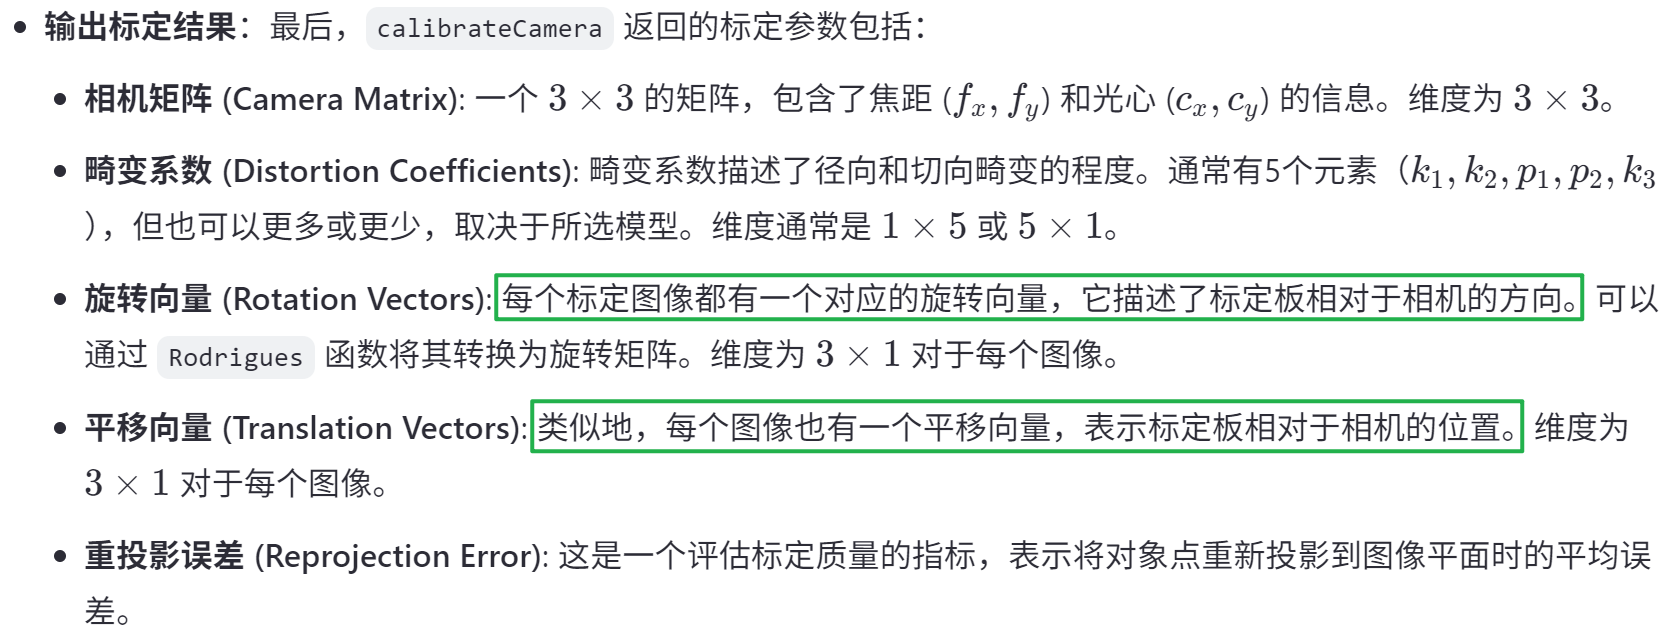 • 输出标定结果：最后， calibrateCamera 返回的标定参数包括：
• 相机矩阵 (Camera Matrix): 一个 3 × 3 的矩阵，包含了焦距 (fₓ, f_y) 和光心 (cₓ, c_y) 的信息。维度为 3 × 3。
• 畸变系数 (Distortion Coefficients): 畸变系数描述了径向和切向畸变的程度。通常有5个元素（k₁, k₂, p₁, p₂, k₃
），但也可以更多或更少，取决于所选模型。维度通常是 1 × 5 或 5 × 1。
• 旋转向量 (Rotation Vectors): 每个标定图像都有一个对应的旋转向量，它描述了标定板相对于相机的方向。可以
通过 Rodrigues 函数将其转换为旋转矩阵。维度为 3 × 1 对于每个图像。
• 平移向量 (Translation Vectors): 类似地，每个图像也有一个平移向量，表示标定板相对于相机的位置。维度为
3 × 1 对于每个图像。
• 重投影误差 (Reprojection Error): 这是一个评估标定质量的指标，表示将对象点重新投影到图像平面时的平均误
差。